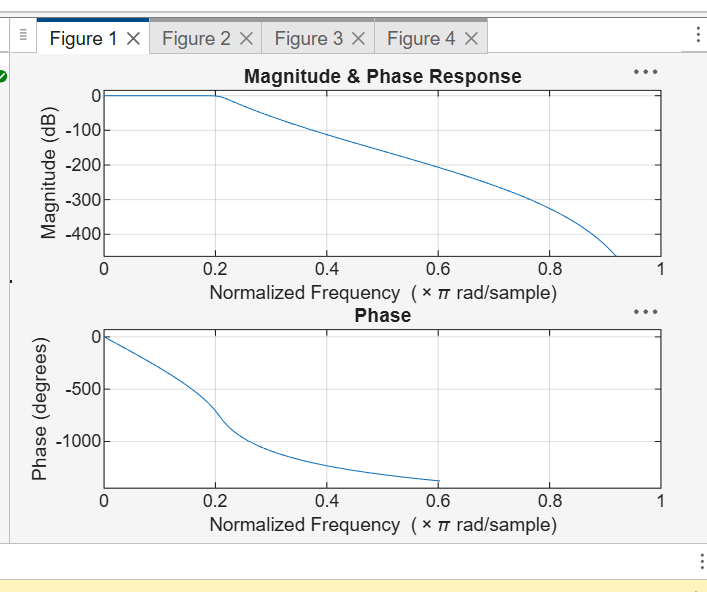 Figure 1 × Figure 2 × Figure 3 × Figure 4 ×
Magnitude & Phase Response
Magnitude (dB)
0
-100
-200
-300
-400
0 0.2 0.4 0.6 0.8 1
Normalized Frequency (× π rad/sample)
Phase
Phase (degrees)
0
-500
-1000
0 0.2 0.4 0.6 0.8 1
Normalized Frequency (× π rad/sample)